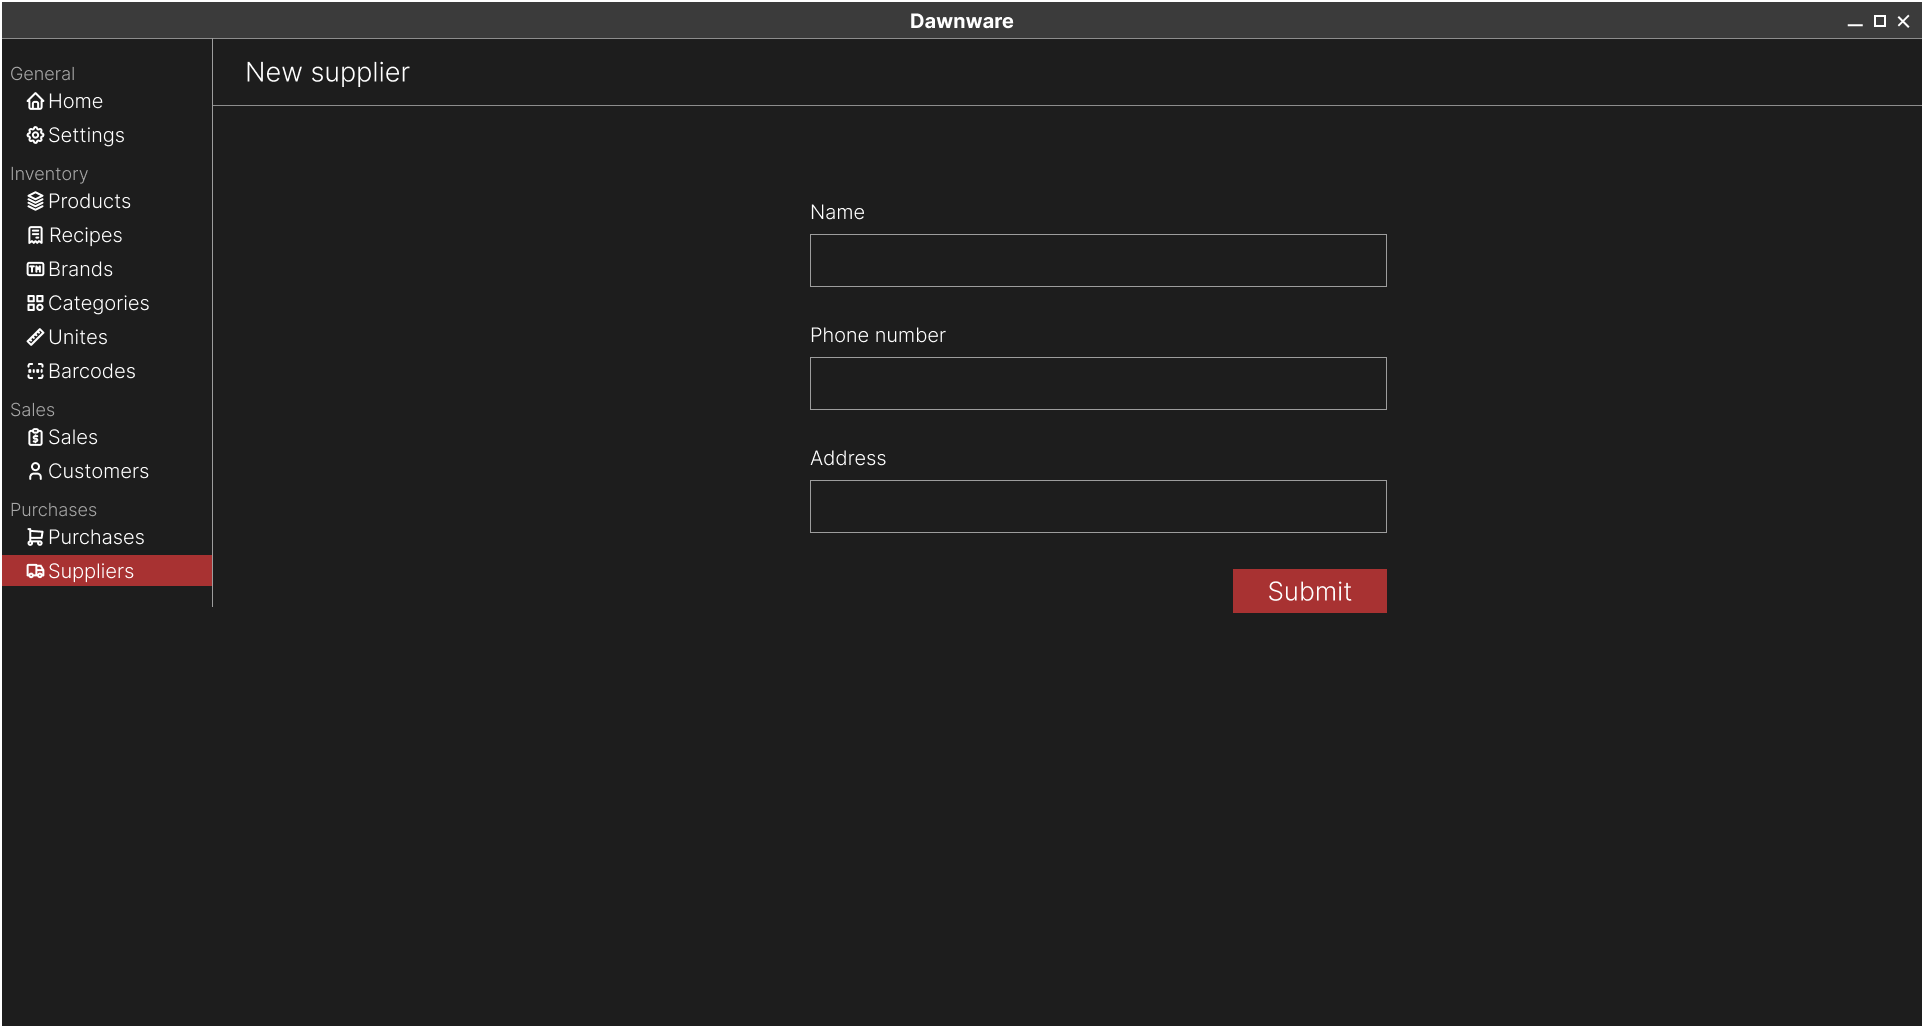 Dawnware
General
Home
Settings
Inventory
Products
Recipes
TM Brands
Categories
Unites
Barcodes
Sales
Sales
Customers
Purchases
Purchases
Suppliers
New supplier
Name
Phone number
Address
Submit